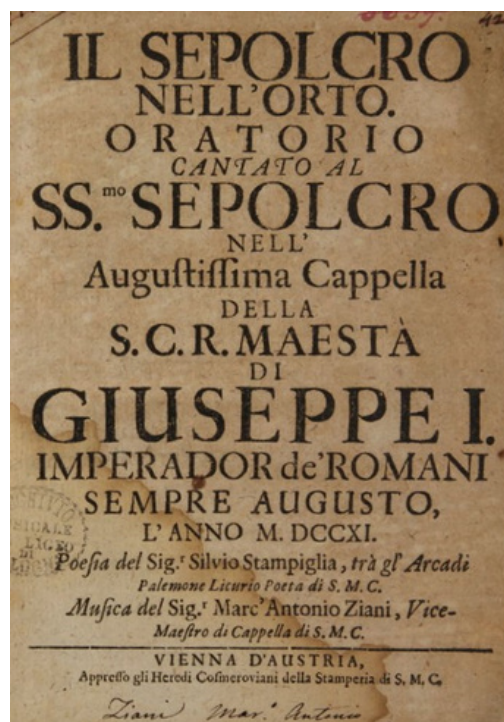 42
IL SEPOLCRO
NELL'ORTO.
ORATORIO
CANTATO AL
SS.mo SEPOLCRO
NELL'
Auguſtiſſima Cappella
DELLA
S.C.R. MAESTÀ
DI
GIUSEPPE I.
IMPERADOR de'ROMANI
SEMPRE AUGUSTO,
L'ANNO M. DCCXI.
Poeſia del Sig.r Silvio Stampiglia, trà gl'Arcadi
Palemone Licurio Poeta di S. M. C.
Muſica del Sig.r Marc'Antonio Ziani, Vice-
Maeſtro di Cappella di S. M. C.
VIENNA D'AUSTRIA,
Appreſſo gli Heredi Coſmeroviani della Stamperia di S. M. C.
Ziani Mar.o Antonio